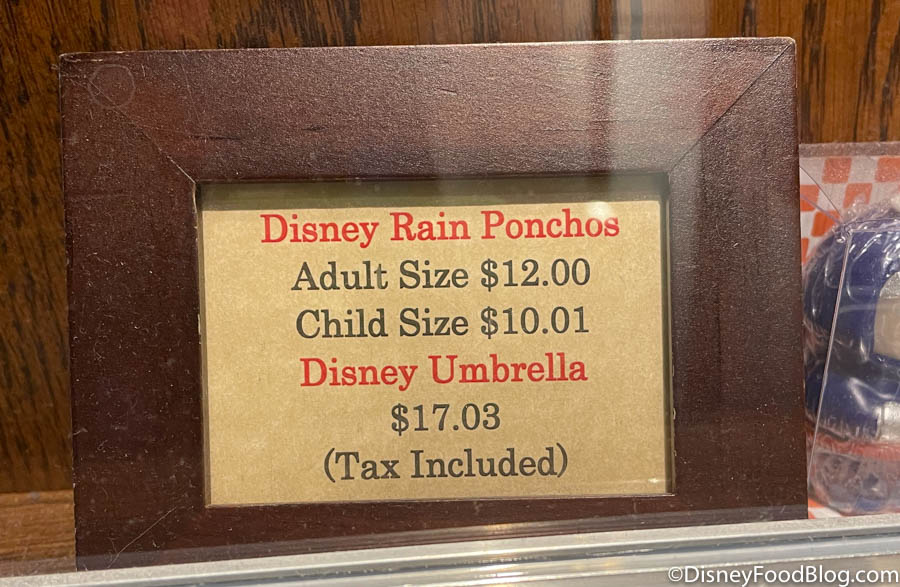 Disney Rain Ponchos
Adult Size $12.00
Child Size $10.01
Disney Umbrella
$17.03
(Tax Included)
©DisneyFoodBlog.com